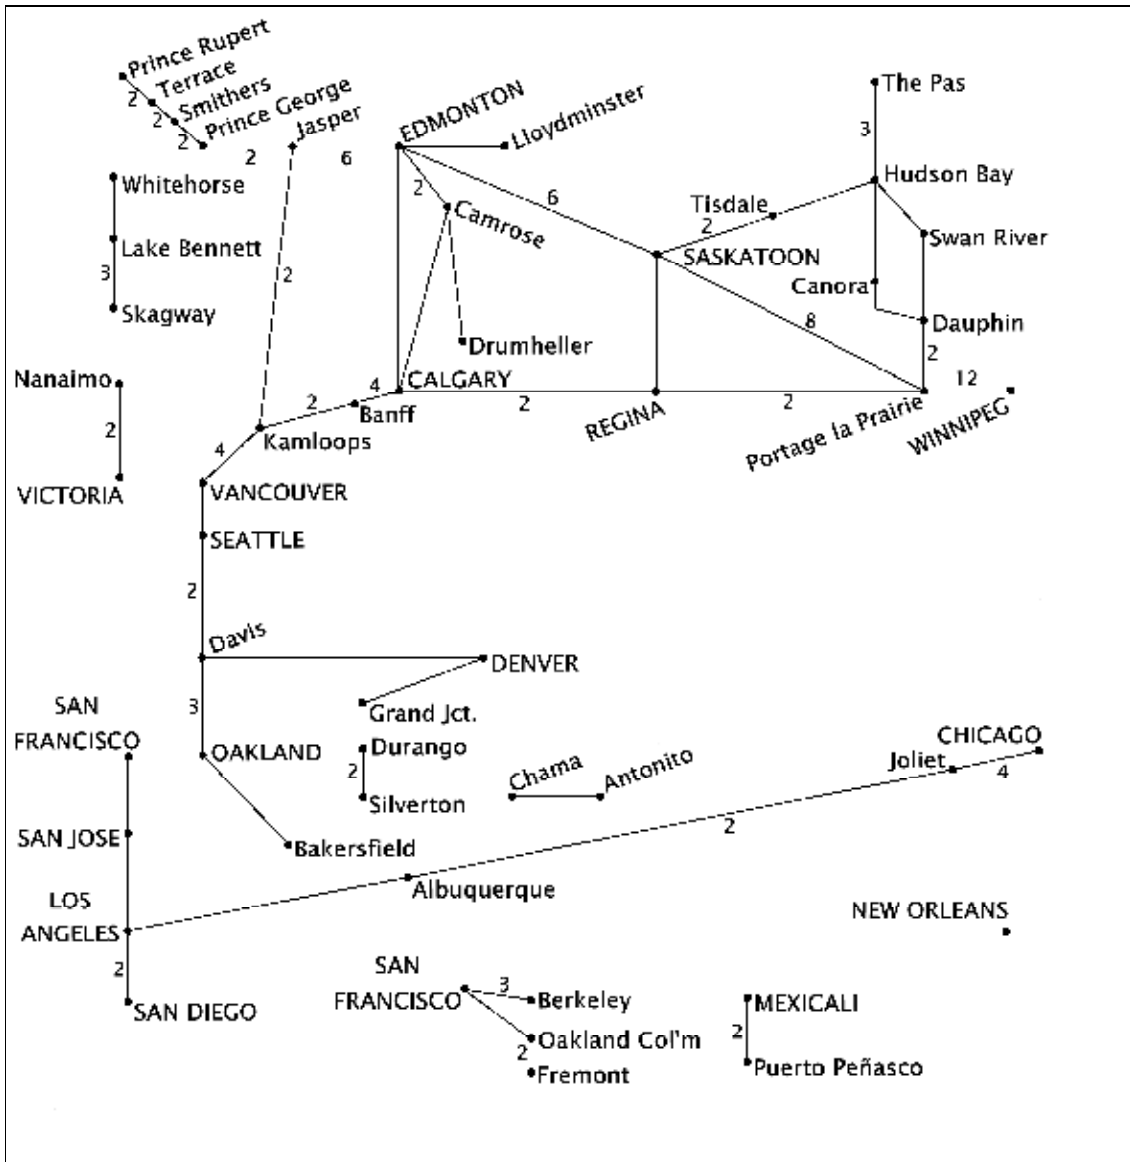 Prince Rupert
Terrace
2
Smithers
2
Prince George
2
2
Jasper
6
EDMONTON
Lloydminster
The Pas
3
Whitehorse
Hudson Bay
2
Camrose
6
Tisdale
2
Swan River
Lake Bennett
3
Skagway
2
SASKATOON
Canora
8
Dauphin
2
Drumheller
Nanaimo
2
VICTORIA
4
CALGARY
2
Banff
2
REGINA
2
12
Portage la Prairie
WINNIPEG
Kamloops
4
VANCOUVER
SEATTLE
2
Davis
DENVER
3
SAN
FRANCISCO
OAKLAND
Grand Jct.
Durango
2
Silverton
Chama
Antonito
CHICAGO
Joliet
4
2
SAN JOSE
Bakersfield
Albuquerque
LOS
ANGELES
NEW ORLEANS
2
SAN DIEGO
SAN
FRANCISCO
3
Berkeley
Oakland Col'm
2
Fremont
MEXICALI
2
Puerto Peñasco